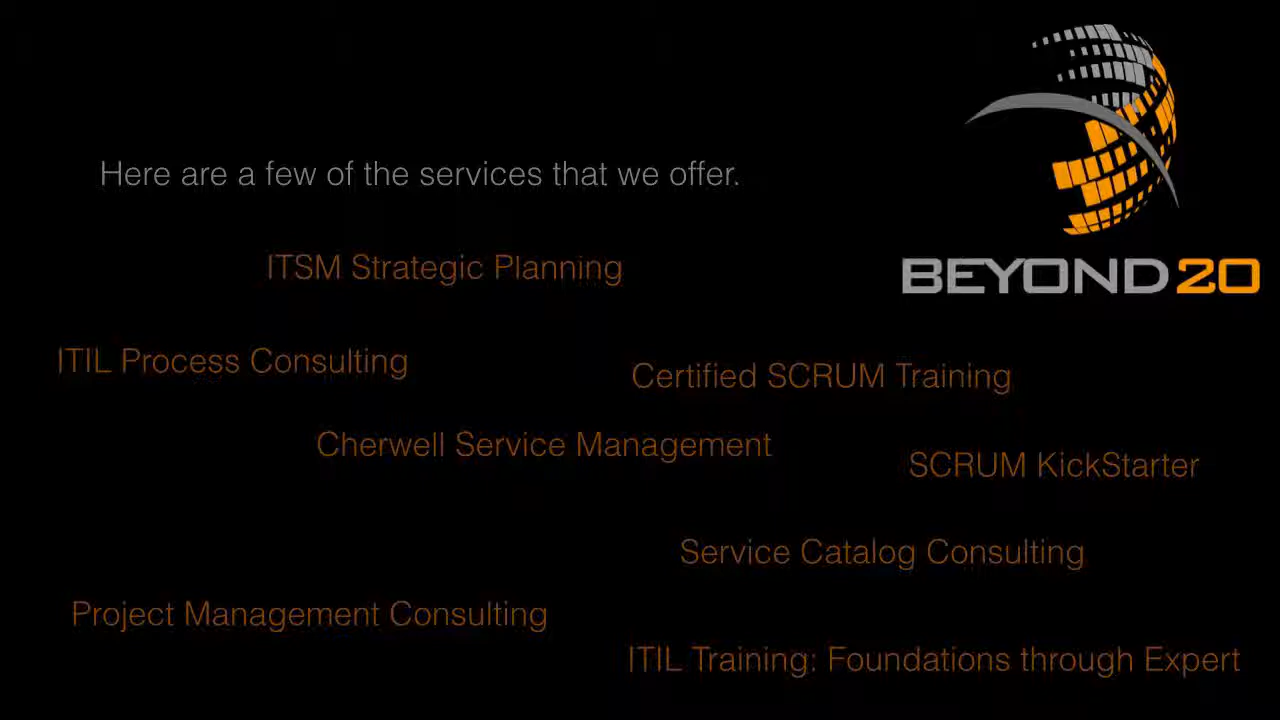 Here are a few of the services that we offer.
ITSM Strategic Planning
BEYOND20
ITIL Process Consulting
Certified SCRUM Training
Cherwell Service Management
SCRUM KickStarter
Service Catalog Consulting
Project Management Consulting
ITIL Training: Foundations through Expert